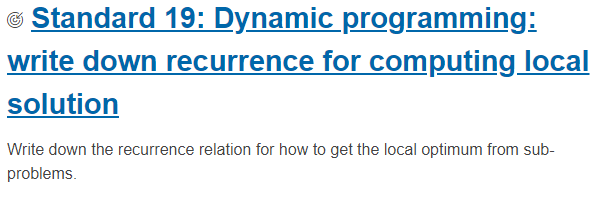 Standard 19: Dynamic programming:
write down recurrence for computing local
solution
Write down the recurrence relation for how to get the local optimum from sub-
problems.